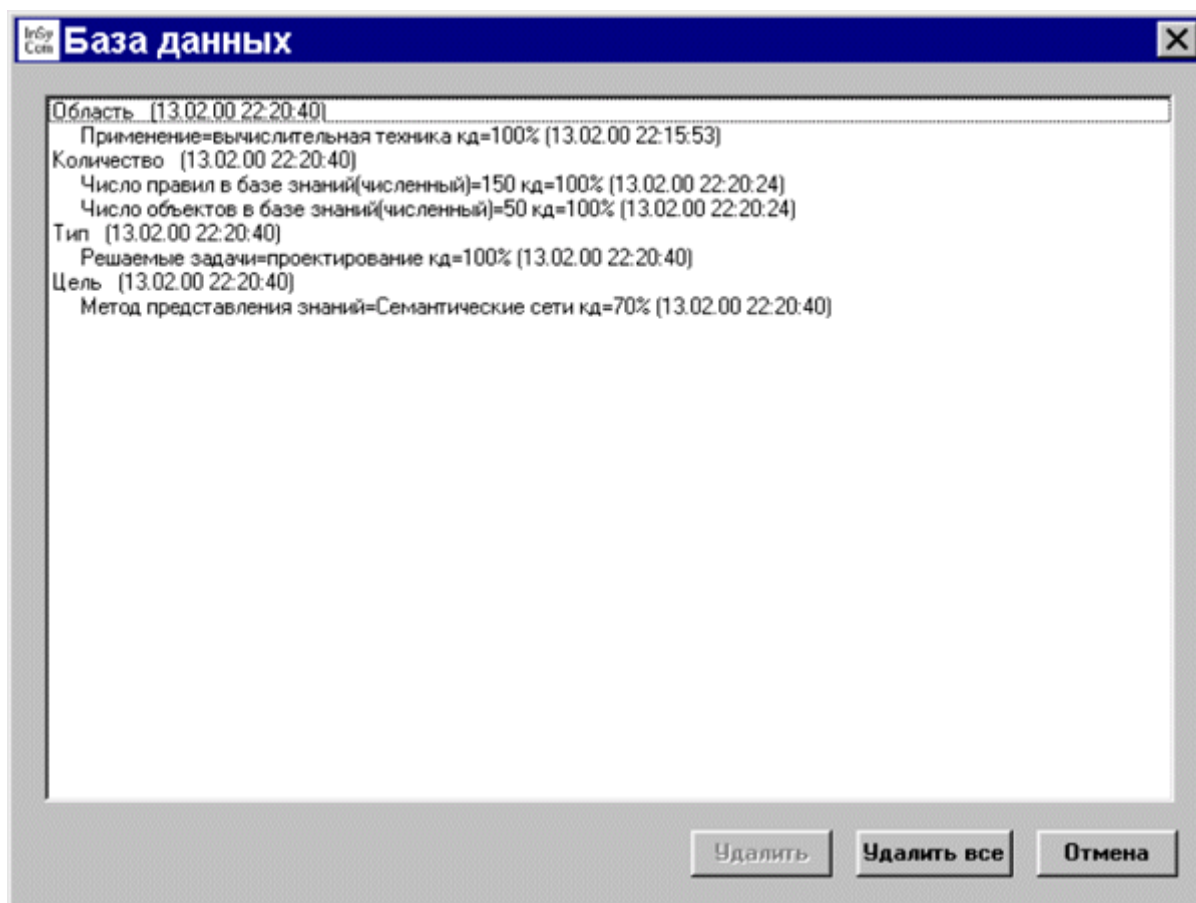 InSy
Com
База данных
Область (13.02.00 22:20:40)
Применение=вычислительная техника кд=100% (13.02.00 22:15:53)
Количество (13.02.00 22:20:40)
Число правил в базе знаний(численный)=150 кд=100% (13.02.00 22:20:24)
Число объектов в базе знаний(численный)=50 кд=100% (13.02.00 22:20:24)
Тип (13.02.00 22:20:40)
Решаемые задачи=проектирование кд=100% (13.02.00 22:20:40)
Цель (13.02.00 22:20:40)
Метод представления знаний=Семантические сети кд=70% (13.02.00 22:20:40)
Удалить Удалить все Отмена